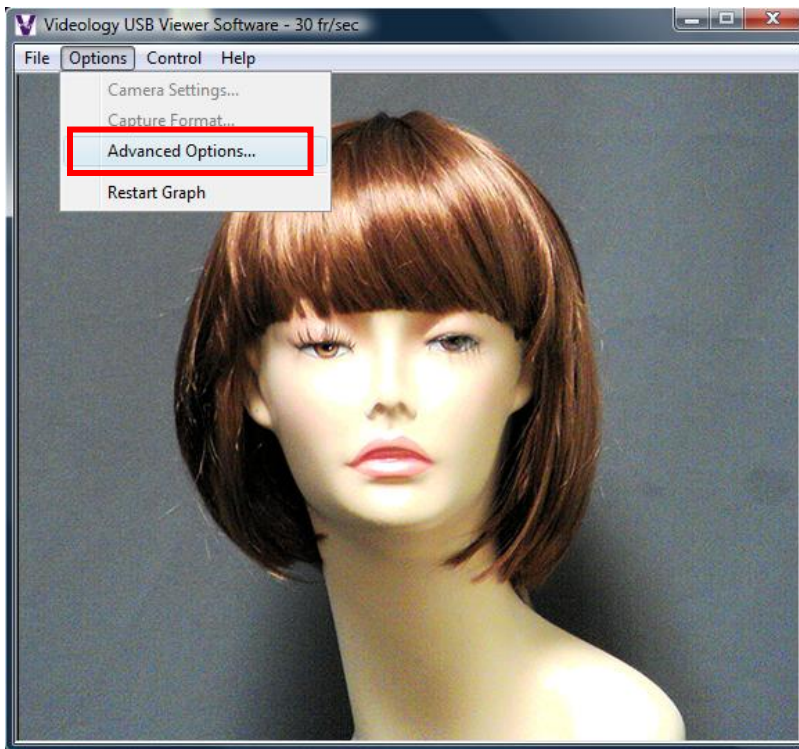 Videology USB Viewer Software - 30 fr/sec
File Options Control Help
Camera Settings...
Capture Format...
Advanced Options...
Restart Graph